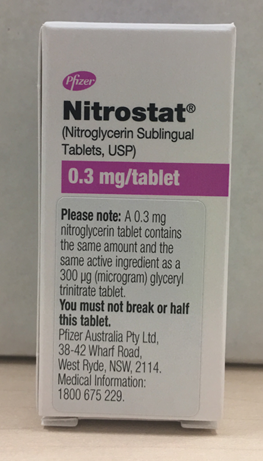 Pfizer
Nitrostat®
(Nitroglycerin Sublingual
Tablets, USP)
0.3 mg/tablet
Please note: A 0.3 mg
nitroglycerin tablet contains
the same amount and the
same active ingredient as a
300 µg (microgram) glyceryl
trinitrate tablet.
You must not break or half
this tablet.
Pfizer Australia Pty Ltd,
38-42 Wharf Road,
West Ryde, NSW, 2114.
Medical Information:
1800 675 229.